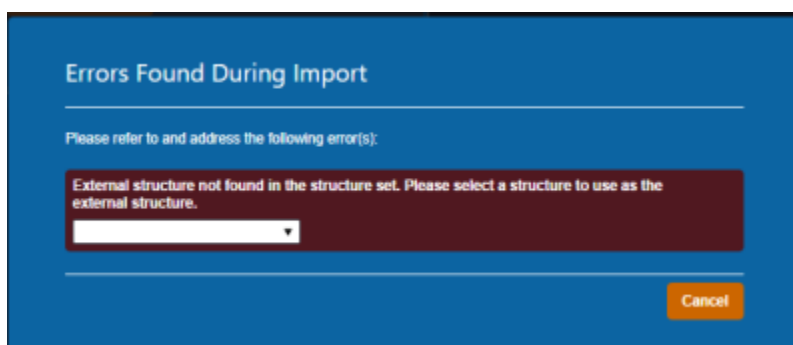 Errors Found During Import
Please refer to and address the following error(s):
External structure not found in the structure set. Please select a structure to use as the
external structure.
Cancel